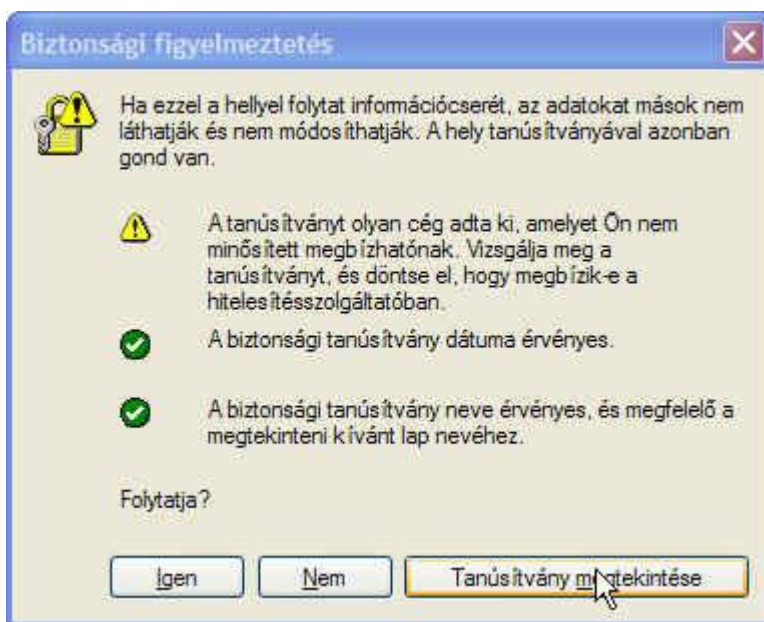 Biztonsági figyelmeztetés
Ha ezzel a hellyel folytat információcserét, az adatokat mások nem
láthatják és nem módosíthatják. A hely tanúsítványával azonban
gond van.
A tanúsítványt olyan cég adta ki, amelyet Ön nem
minősített megbízhatónak. Vizsgálja meg a
tanúsítványt, és döntse el, hogy megbízik-e a
hitelesítésszolgáltatóban.
A biztonsági tanúsítvány dátuma érvényes.
A biztonsági tanúsítvány neve érvényes, és megfelelő a
megtekinteni kívánt lap nevéhez.
Folytatja?
Igen
Nem
Tanúsítvány megtekintése